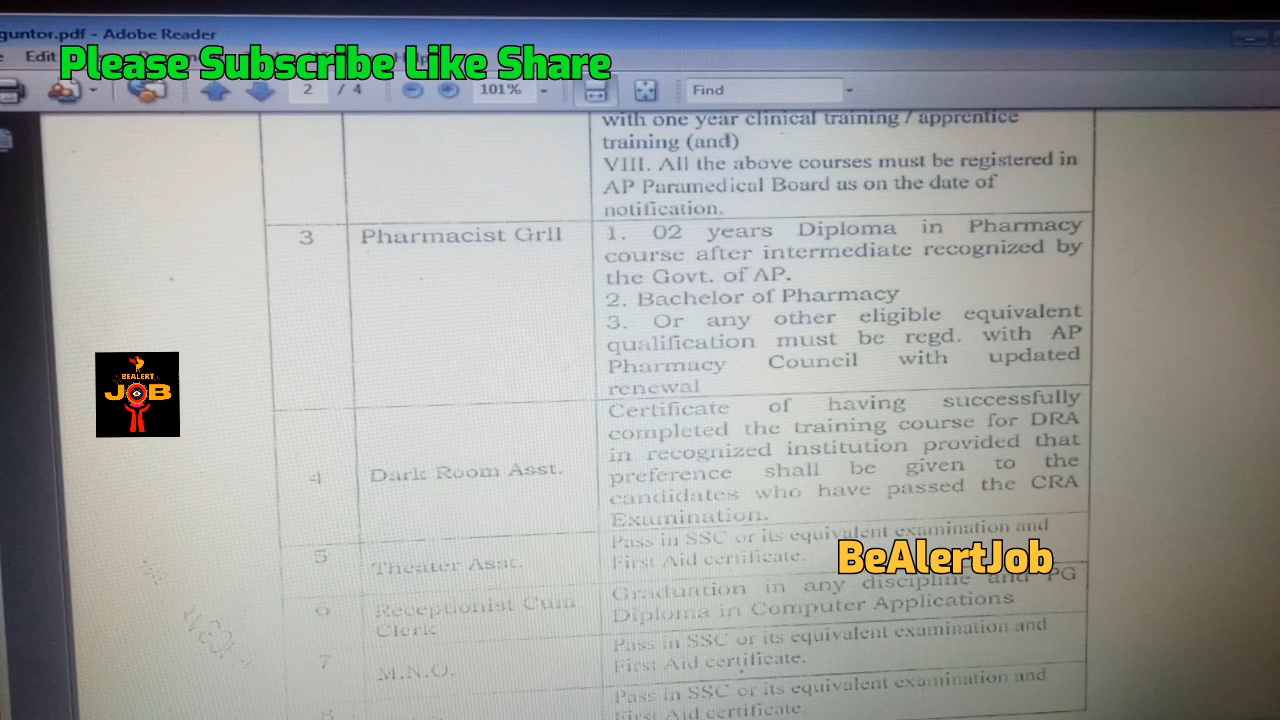 guntor.pdf - Adobe Reader
Edit
Please Subscribe Like Share
2 / 4
101%
Find
with one year clinical training / apprentice
training (and)
VIII. All the above courses must be registered in
AP Paramedical Board as on the date of
notification.
3
Pharmacist GrII
1. 02 years Diploma in Pharmacy
course after intermediate recognized by
the Govt. of AP.
2. Bachelor of Pharmacy
3. Or any other eligible equivalent
qualification must be regd. with AP
Pharmacy Council with updated
renewal
4
Dark Room Asst.
Certificate of having successfully
completed the training course for DRA
in recognized institution provided that
preference shall be given to the
candidates who have passed the CRA
Examination.
5
Theater Asst.
Pass in SSC or its equivalent examination and
First Aid certificate.
BeAlertJob
6
Receptionist Cum
Clerk
Graduation in any discipline and PG
Diploma in Computer Applications
7
M.N.O.
Pass in SSC or its equivalent examination and
First Aid certificate.
8
Pass in SSC or its equivalent examination and
First Aid certificate.
BEALERT
JOB